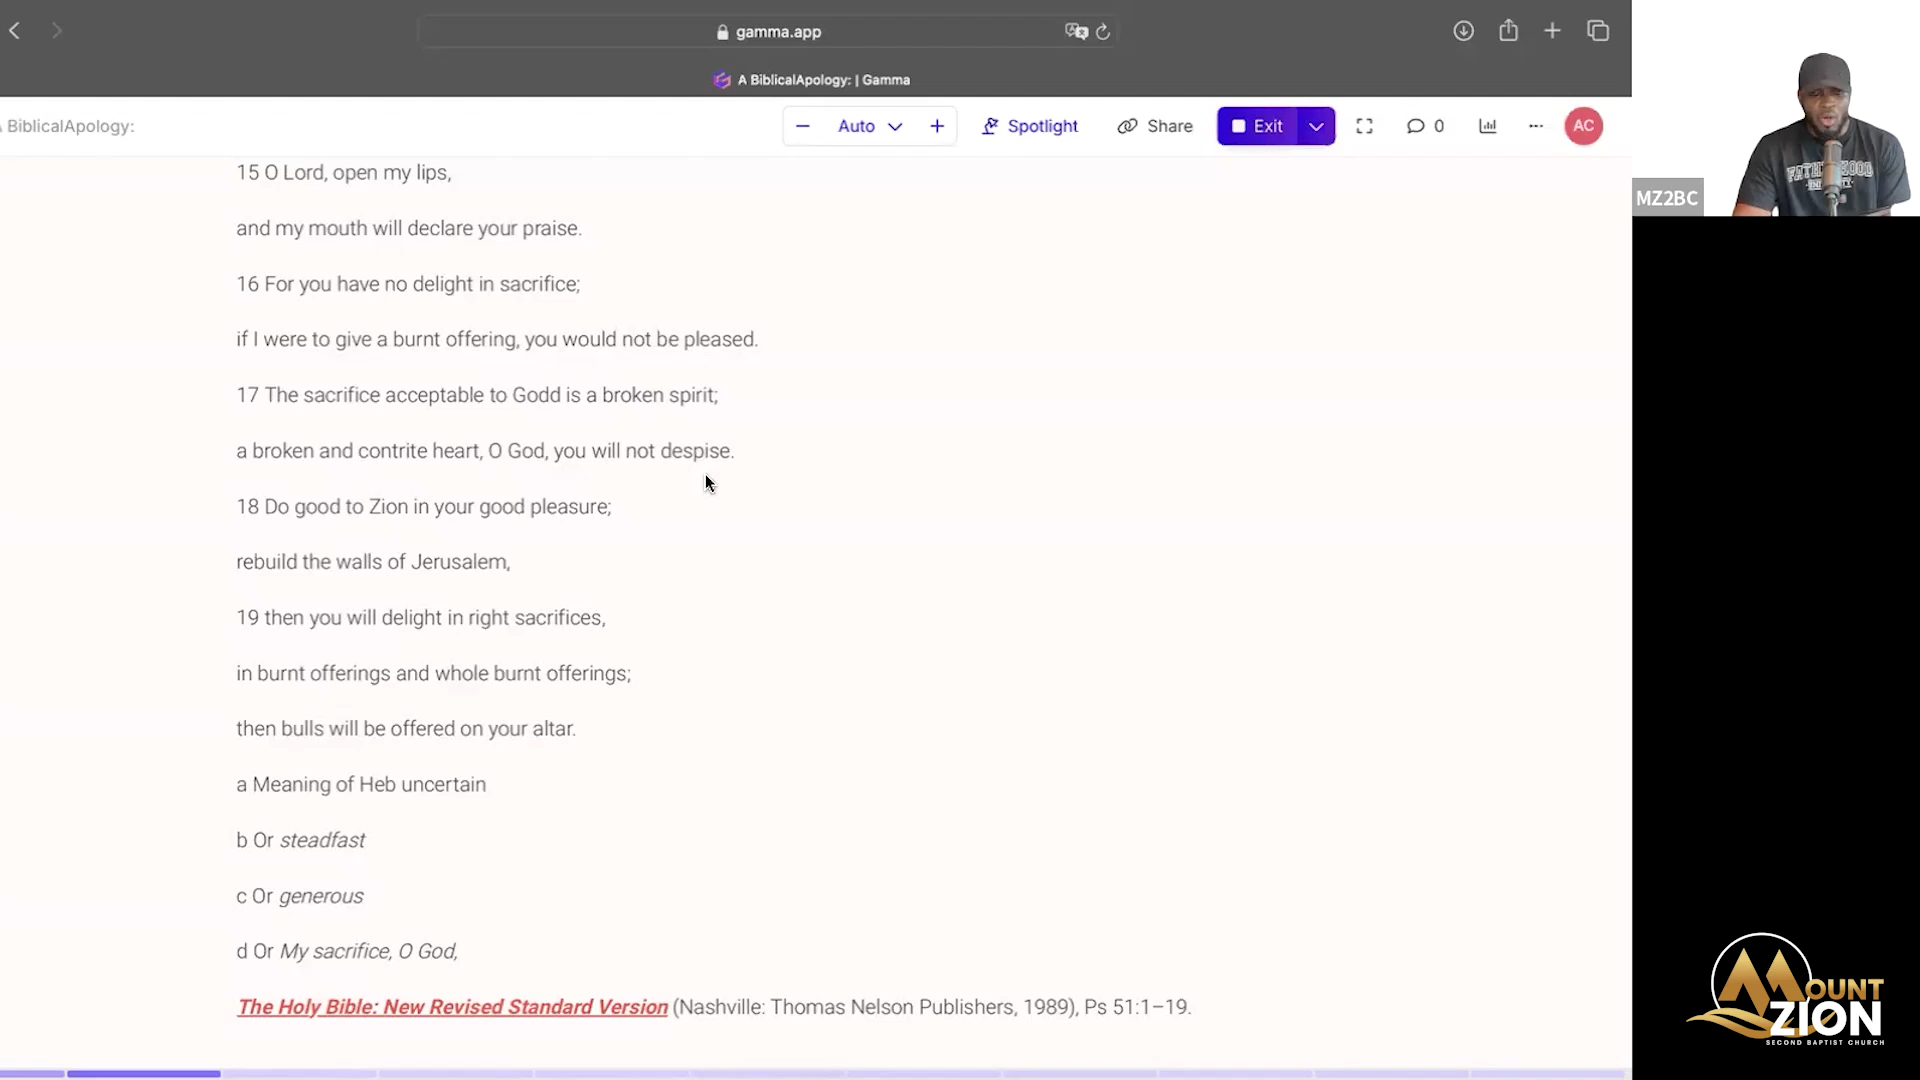 gamma.app
A BiblicalApology: | Gamma
BiblicalApology:
Auto
Spotlight
Share
Exit
0
AC
15 O Lord, open my lips,
and my mouth will declare your praise.
16 For you have no delight in sacrifice;
if I were to give a burnt offering, you would not be pleased.
17 The sacrifice acceptable to Godd is a broken spirit;
a broken and contrite heart, O God, you will not despise.
18 Do good to Zion in your good pleasure;
rebuild the walls of Jerusalem,
19 then you will delight in right sacrifices,
in burnt offerings and whole burnt offerings;
then bulls will be offered on your altar.
a Meaning of Heb uncertain
b Or steadfast
c Or generous
d Or My sacrifice, O God,
The Holy Bible: New Revised Standard Version (Nashville: Thomas Nelson Publishers, 1989), Ps 51:1–19.
MZ2BC
MOUNT
ZION
SECOND BAPTIST CHURCH